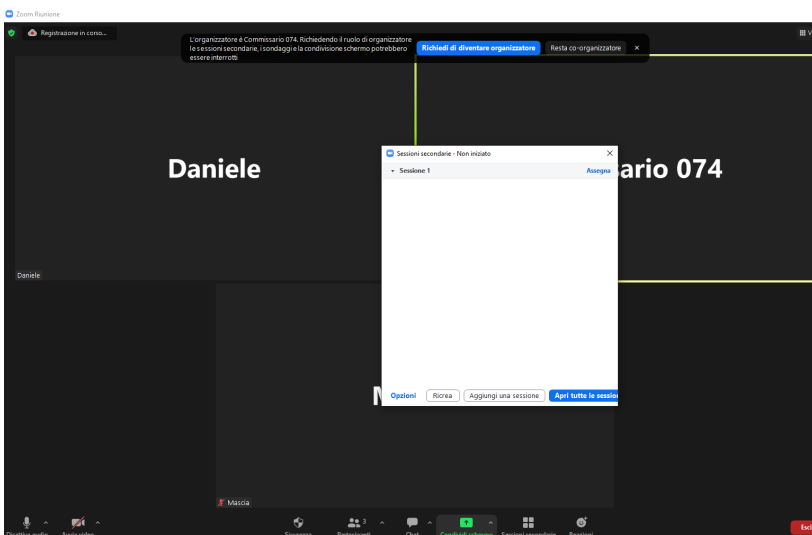 Zoom Riunione
Registrazione in corso...
L'organizzatore è Commissario 074. Richiedendo il ruolo di organizzatore
le sessioni secondarie, i sondaggi e la condivisione schermo potrebbero
essere interrotti
Richiedi di diventare organizzatore
Resta co-organizzatore
V
Daniele
ario 074
Sessioni secondarie - Non iniziato
Sessione 1
Assegna
Daniele
Opzioni
Ricrea
Aggiungi una sessione
Apri tutte le session
M
Mascia
3
Disattiva audio
Avvia video
Sicurezza
Partecipanti
Chat
Condividi schermo
Sessioni secondarie
Reazioni
Esci